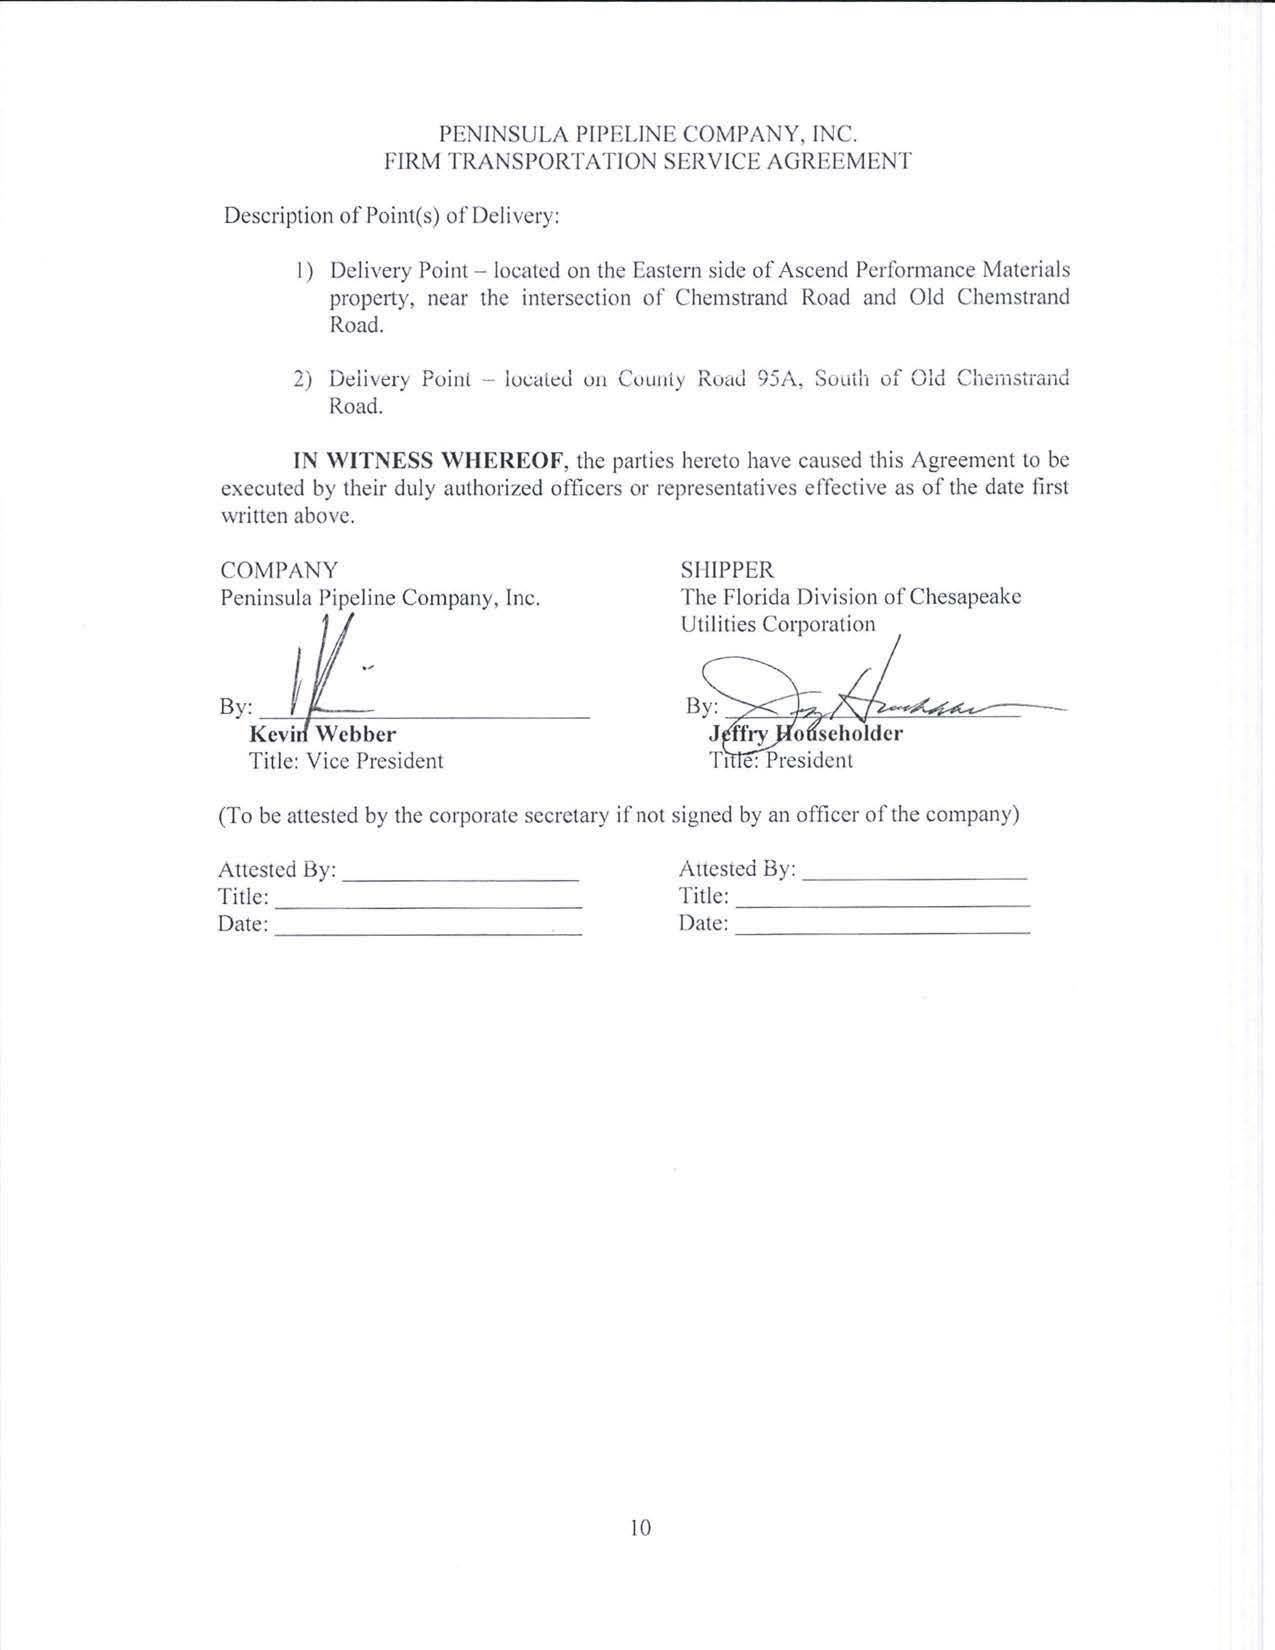 PENINSULA PIPELINE COMPANY, INC.
FIRM TRANSPORTATION SERVICE AGREEMENT
Description of Point(s) of Delivery:
1) Delivery Point – located on the Eastern side of Ascend Performance Materials
property, near the intersection of Chemstrand Road and Old Chemstrand
Road.
2) Delivery Point – located on County Road 95A, South of Old Chemstrand
Road.
IN WITNESS WHEREOF, the parties hereto have caused this Agreement to be
executed by their duly authorized officers or representatives effective as of the date first
written above.
COMPANY
Peninsula Pipeline Company, Inc.
By:
Kevin Webber
Title: Vice President
SHIPPER
The Florida Division of Chesapeake
Utilities Corporation
By:
Jeffry Householder
Title: President
(To be attested by the corporate secretary if not signed by an officer of the company)
Attested By:
Title:
Date:
Attested By:
Title:
Date:
10